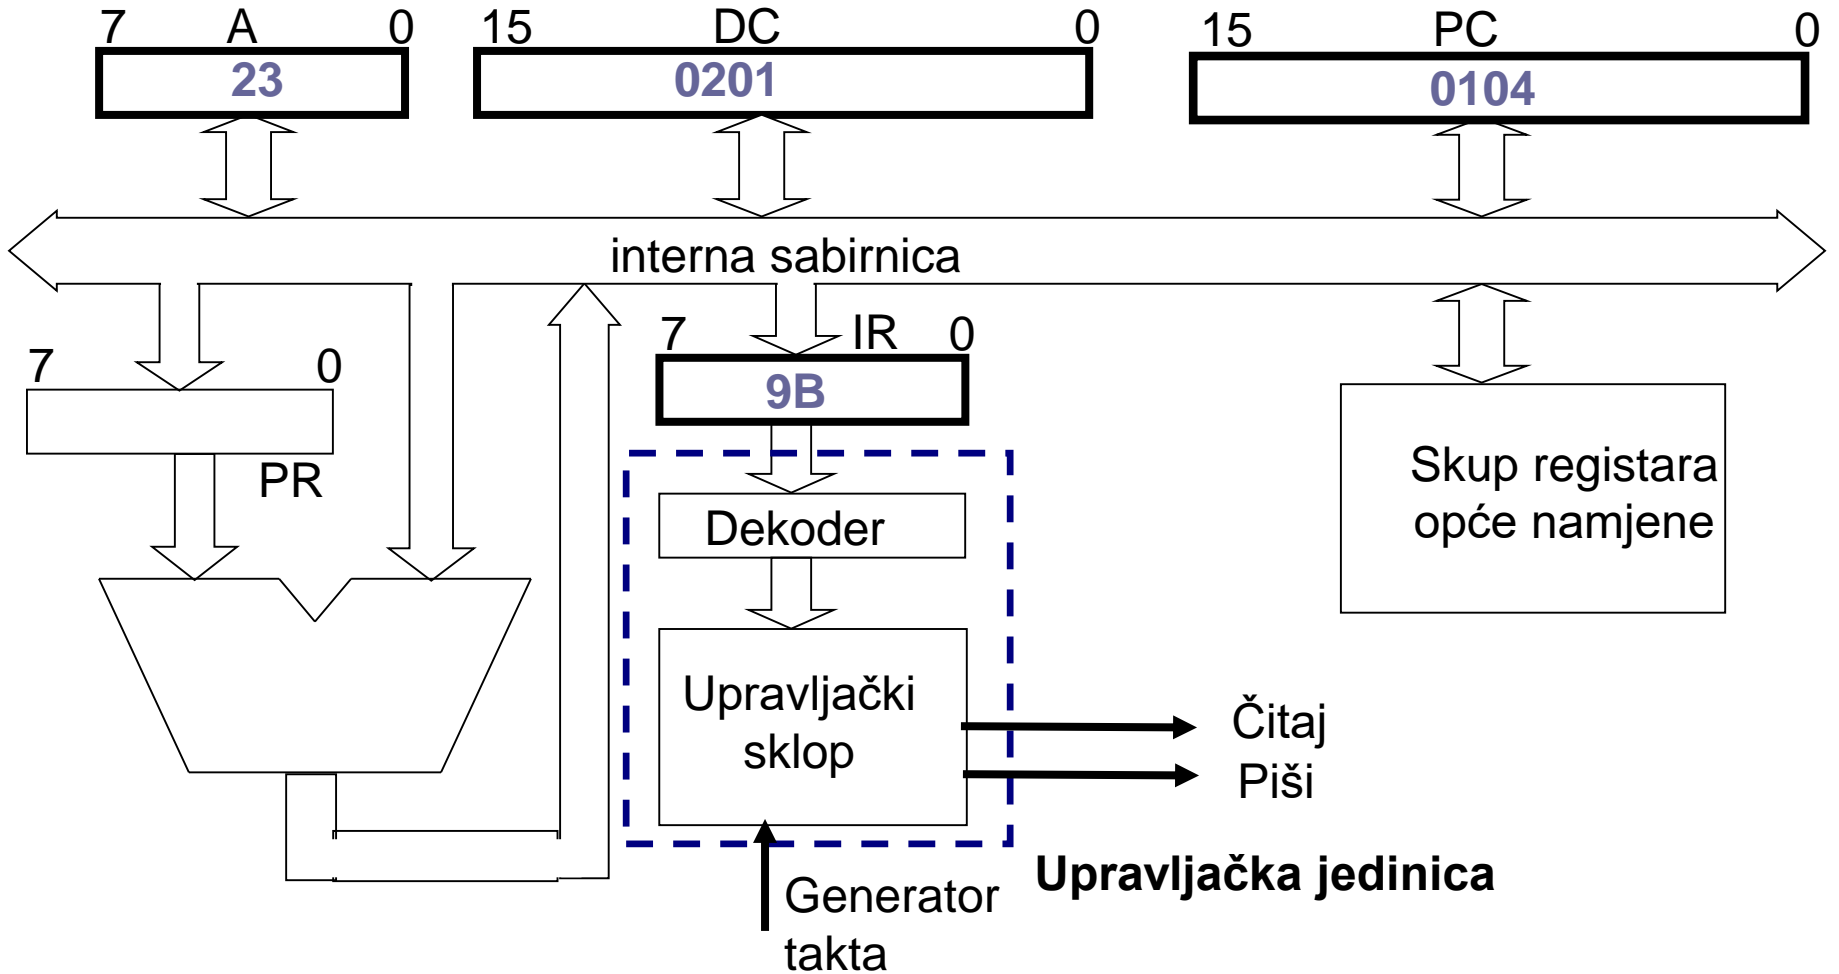 7 A 0
23
15 DC 0
0201
15 PC 0
0104
interna sabirnica
7 0
PR
7 IR 0
9B
Dekoder
Upravljački
sklop
Skup registara
opće namjene
Čitaj
Piši
Upravljačka jedinica
Generator
takta